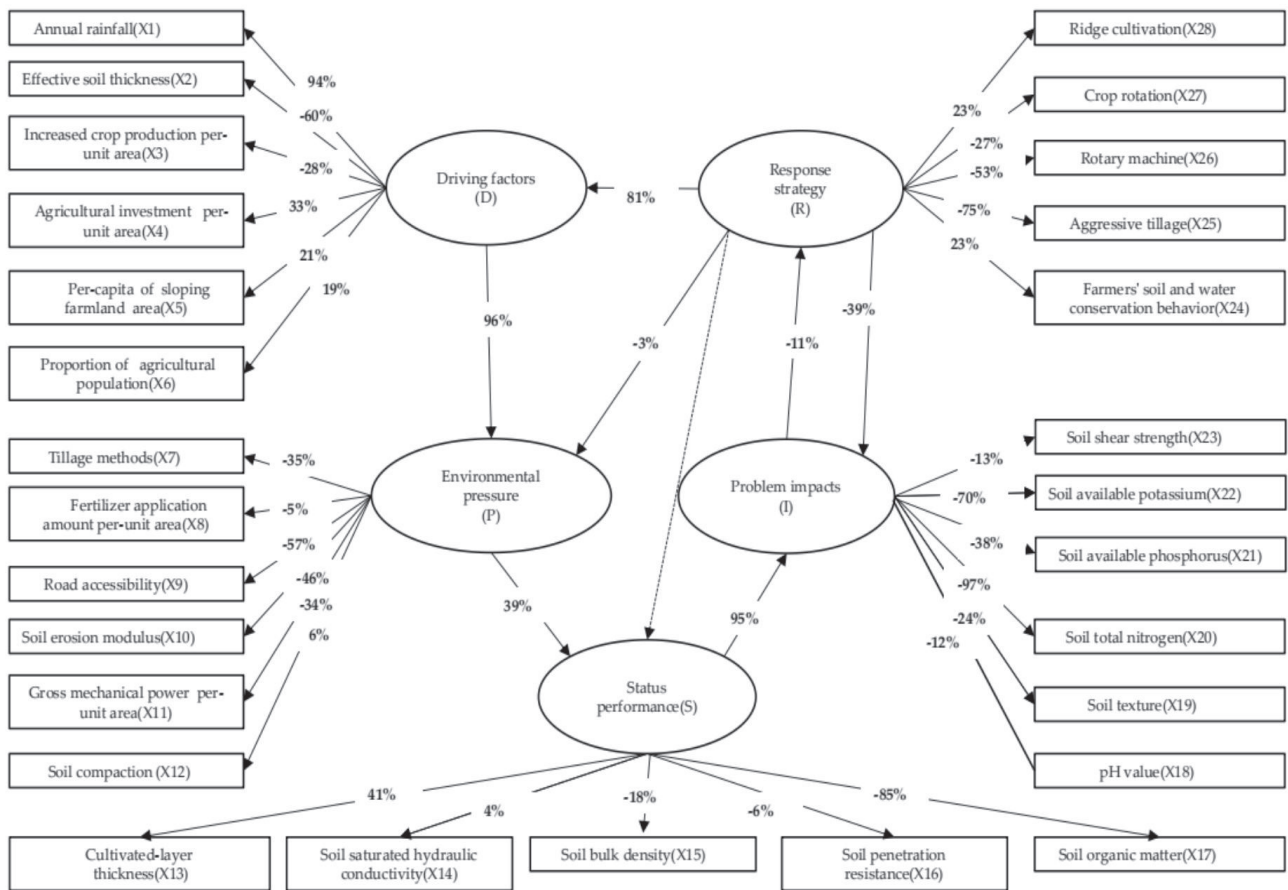 Annual rainfall(X1)
Effective soil thickness(X2)
Increased crop production per-
unit area(X3)
Agricultural investment per-
unit area(X4)
Per-capita of sloping
farmland area(X5)
Proportion of agricultural
population(X6)
94%
-60%
-28%
33%
21%
19%
Driving factors
(D)
81%
Response
strategy
(R)
23%
-27%
-53%
-75%
23%
Ridge cultivation(X28)
Crop rotation(X27)
Rotary machine(X26)
Aggressive tillage(X25)
Farmers' soil and water
conservation behavior(X24)
96%
-3%
-11%
-39%
Tillage methods(X7)
Fertilizer application
amount per-unit area(X8)
Road accessibility(X9)
Soil erosion modulus(X10)
Gross mechanical power per-
unit area(X11)
Soil compaction (X12)
-35%
-5%
-57%
-46%
-34%
6%
Environmental
pressure
(P)
Problem impacts
(I)
-13%
-70%
-38%
-97%
-24%
-12%
Soil shear strength(X23)
Soil available potassium(X22)
Soil available phosphorus(X21)
Soil total nitrogen(X20)
Soil texture(X19)
pH value(X18)
39%
95%
Status
performance(S)
41%
4%
-18%
-6%
-85%
Cultivated-layer
thickness(X13)
Soil saturated hydraulic
conductivity(X14)
Soil bulk density(X15)
Soil penetration
resistance(X16)
Soil organic matter(X17)